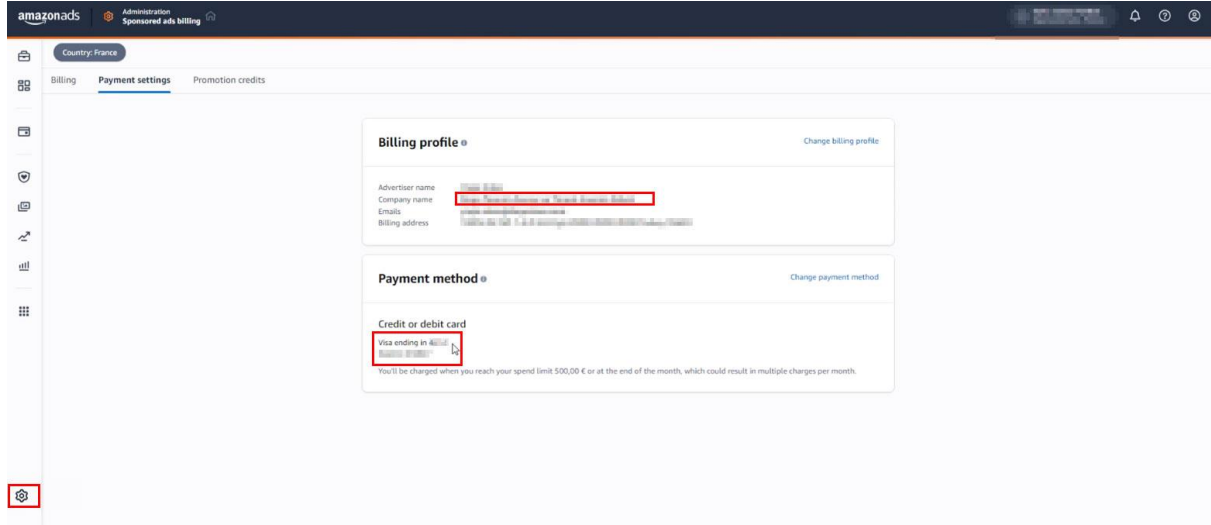 amazonads
Administration
Sponsored ads billing
Country: France
Billing Payment settings Promotion credits
Billing profile
Change billing profile
Advertiser name
Company name
Emails
Billing address
Payment method
Change payment method
Credit or debit card
Visa ending in
You'll be charged when you reach your spend limit 500,00 € or at the end of the month, which could result in multiple charges per month.